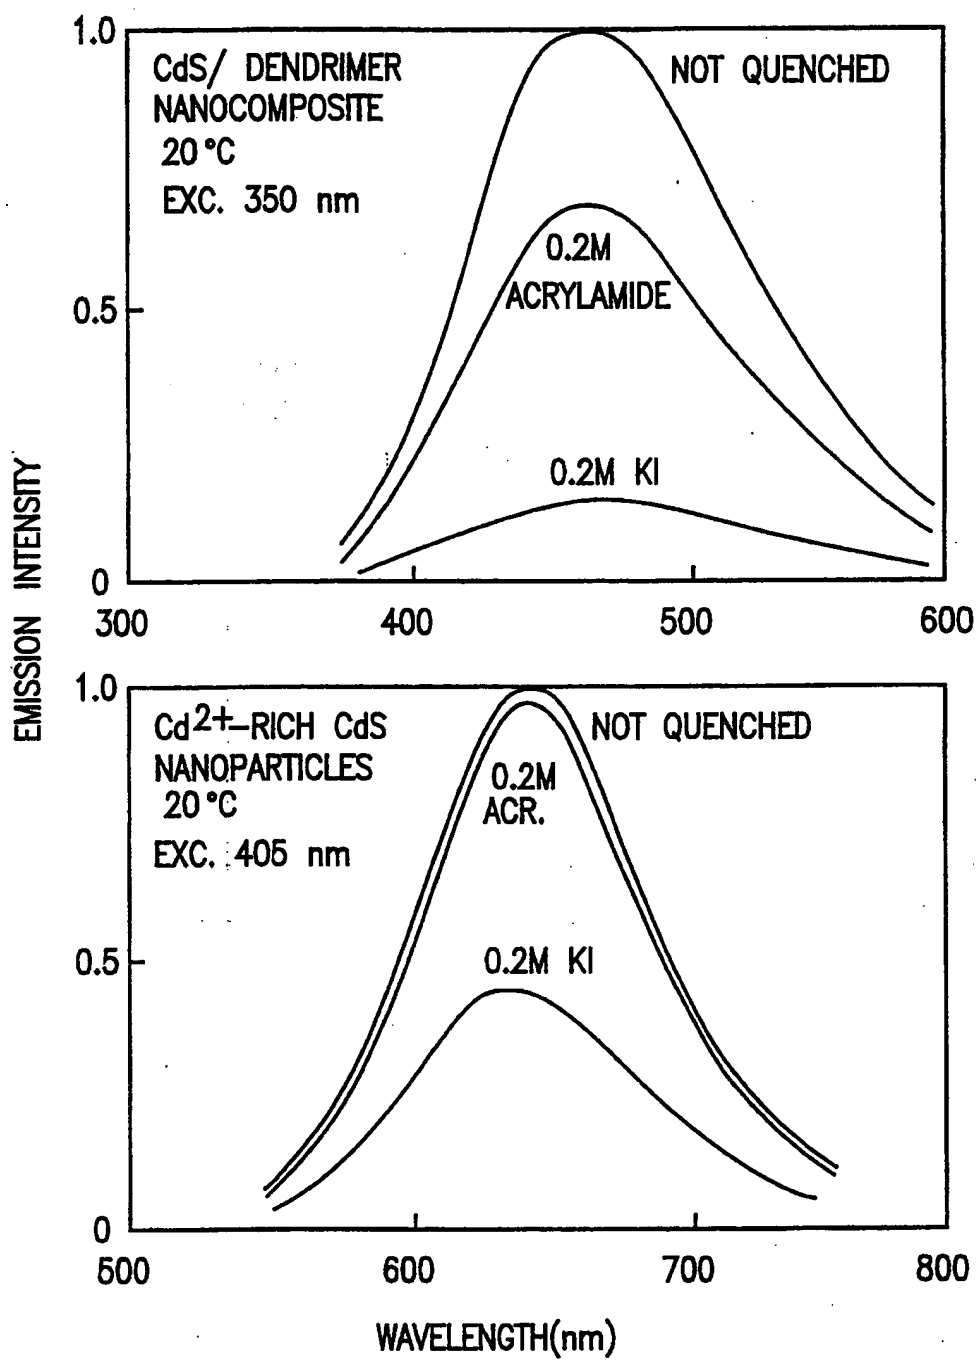 1.0
CdS/ DENDRIMER
NANOCOMPOSITE
20°C
EXC. 350 nm
NOT QUENCHED
0.2M
ACRYLAMIDE
0.5
0.2M KI
0
300 400 500 600
EMISSION INTENSITY
1.0
Cd2+-RICH CdS
NANOPARTICLES
20°C
EXC. 405 nm
NOT QUENCHED
0.2M
ACR.
0.5
0.2M KI
0
500 600 700 800
WAVELENGTH(nm)